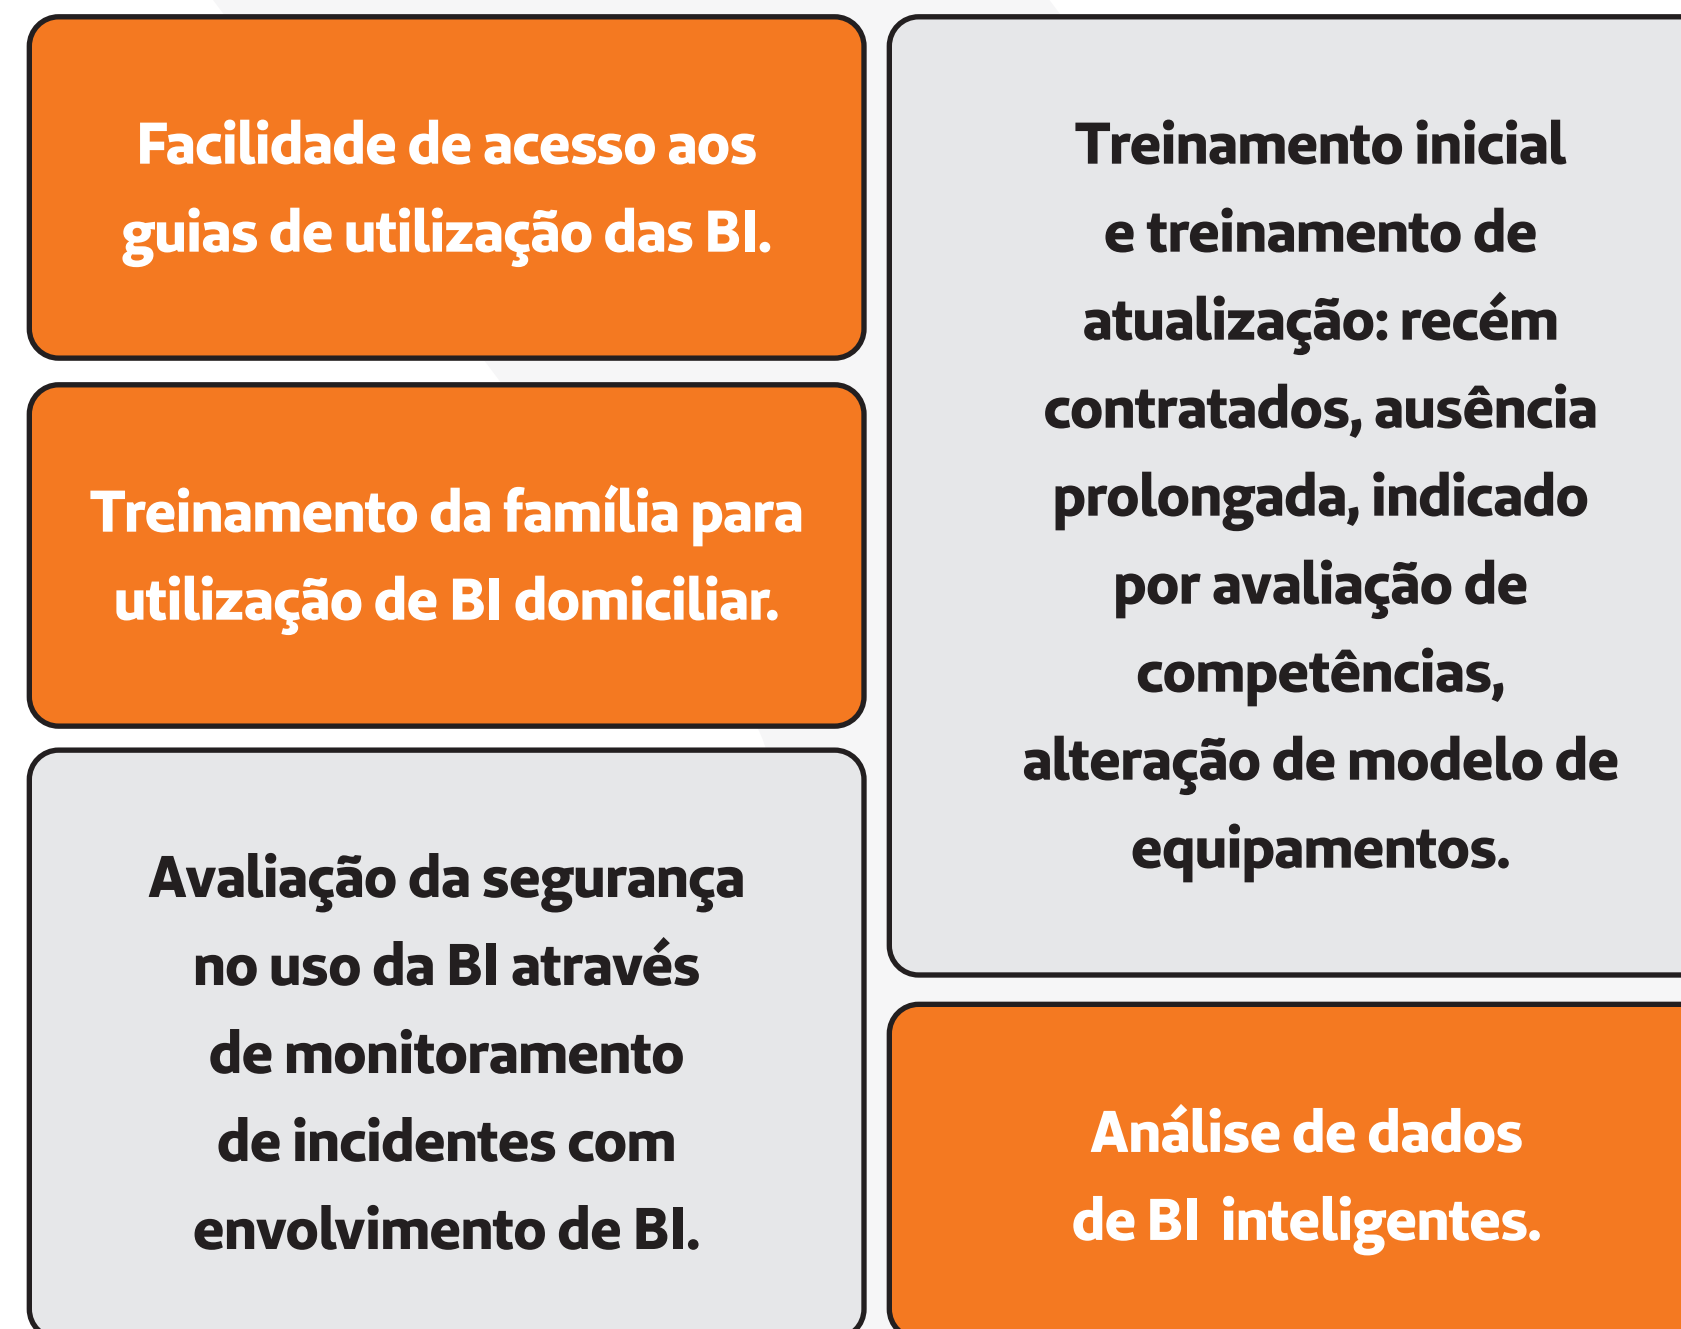 Facilidade de acesso aos
guias de utilização das BI.
Treinamento da família para
utilização de BI domiciliar.
Avaliação da segurança
no uso da BI através
de monitoramento
de incidentes com
envolvimento de BI.
Treinamento inicial
e treinamento de
atualização: recém
contratados, ausência
prolongada, indicado
por avaliação de
competências,
alteração de modelo de
equipamentos.
Análise de dados
de BI  inteligentes.